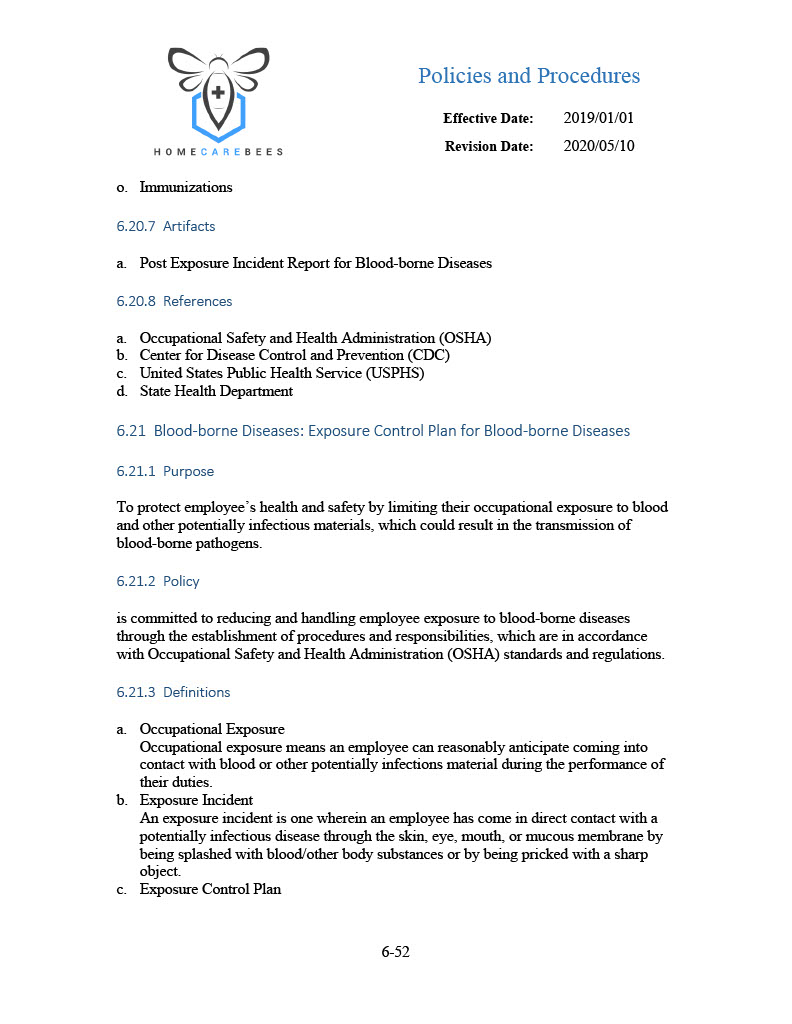 Policies and Procedures
Effective Date: 2019/01/01
Revision Date: 2020/05/10
HOMECAREBEES
o. Immunizations
6.20.7 Artifacts
a. Post Exposure Incident Report for Blood-borne Diseases
6.20.8 References
a. Occupational Safety and Health Administration (OSHA)
b. Center for Disease Control and Prevention (CDC)
c. United States Public Health Service (USPHS)
d. State Health Department
6.21 Blood-borne Diseases: Exposure Control Plan for Blood-borne Diseases
6.21.1 Purpose
To protect employee’s health and safety by limiting their occupational exposure to blood
and other potentially infectious materials, which could result in the transmission of
blood-borne pathogens.
6.21.2 Policy
is committed to reducing and handling employee exposure to blood-borne diseases
through the establishment of procedures and responsibilities, which are in accordance
with Occupational Safety and Health Administration (OSHA) standards and regulations.
6.21.3 Definitions
a. Occupational Exposure
Occupational exposure means an employee can reasonably anticipate coming into
contact with blood or other potentially infections material during the performance of
their duties.
b. Exposure Incident
An exposure incident is one wherein an employee has come in direct contact with a
potentially infectious disease through the skin, eye, mouth, or mucous membrane by
being splashed with blood/other body substances or by being pricked with a sharp
object.
c. Exposure Control Plan
6-52